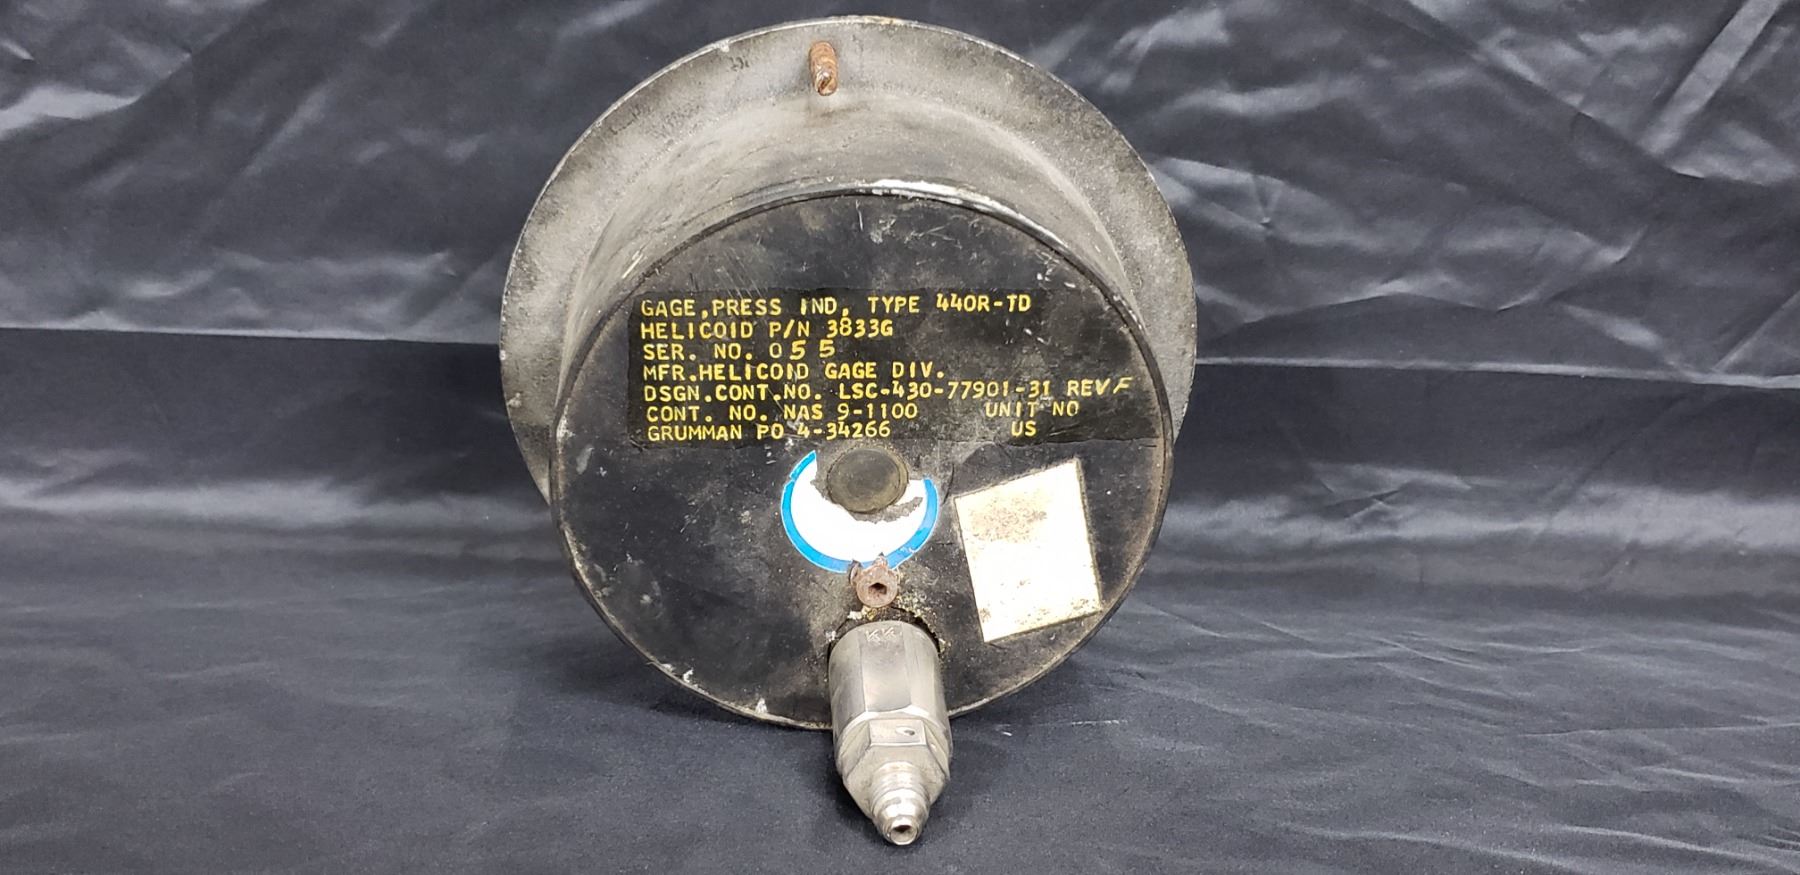 GAGE,PRESS IND, TYPE 440R-TD
HELICOID P/N 3833G
SER. NO. 055
MFR.HELICOID GAGE DIV.
DSGN.CONT.NO. LSC-430-77901-31 REV F
CONT. NO. NAS 9-1100 UNIT NO
GRUMMAN PO 4-34266 US